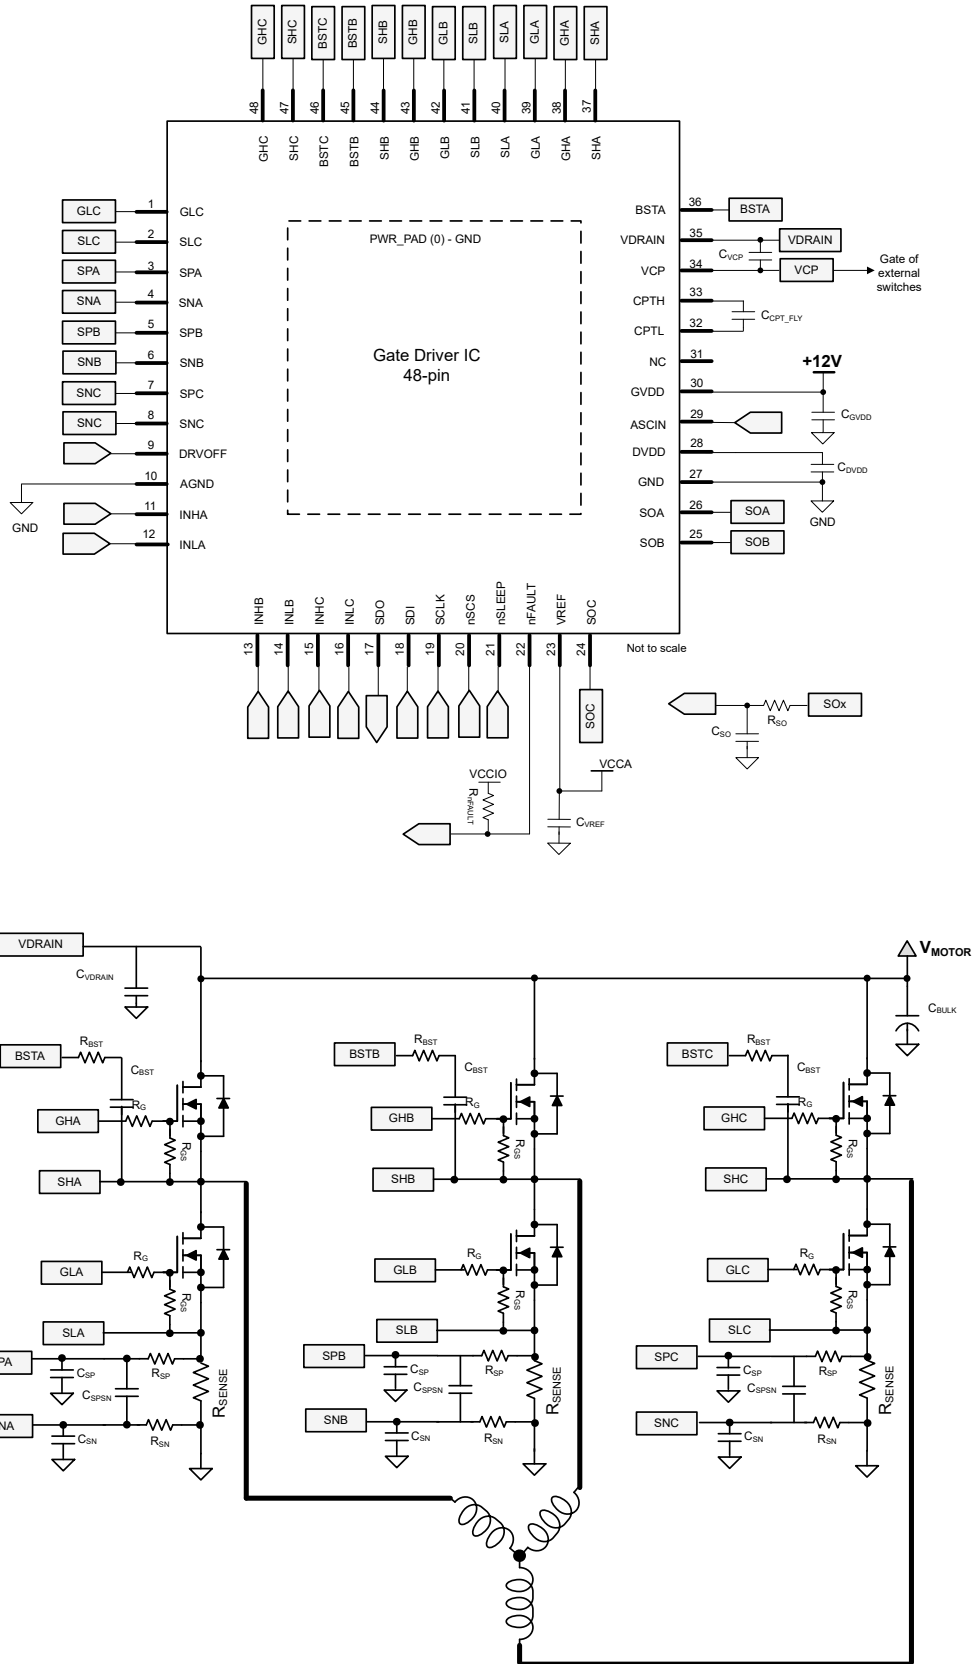 GHC
SHC
BSTC
BSTB
SHB
GHB
GLB
SLB
SLA
GLA
GHA
SHA
48
47
46
45
44
43
42
41
40
39
38
37
GHC
SHC
BSTC
BSTB
SHB
GHB
GLB
SLB
SLA
GLA
GHA
SHA
GLC 1 GLC
SLC 2 SLC
SPA 3 SPA
SNA 4 SNA
SPB 5 SPB
SNB 6 SNB
SNC 7 SPC
SNC 8 SNC
9 DRVOFF
10 AGND
GND
11 INHA
12 INLA
PWR_PAD (0) - GND
Gate Driver IC
48-pin
BSTA 36 BSTA
VDRAIN 35 VDRAIN
CVCP
VCP 34 VCP
Gate of
external
switches
CPTH 33
CCPT_FLY
CPTL 32
NC 31
+12V
GVDD 30
CGVDD
ASCIN 29
DVDD 28
CDVDD
GND 27
GND
SOA 26 SOA
SOB 25 SOB
INHB
INLB
INHC
INLC
SDO
SDI
SCLK
nSCS
nSLEEP
nFAULT
VREF
SOC
13
14
15
16
17
18
19
20
21
22
23
24
Not to scale
SOC
SOx
RSO
CSO
VCCIO
RnFAULT
VCCA
CVREF
VDRAIN
CVDRAIN
VMOTOR
CBULK
BSTA
RBST
CBST
GHA
RG
RGS
SHA
GLA
RG
RGS
SLA
PA
CSP
RSP
CSPSN
RSENSE
NA
CSN
RSN
BSTB
RBST
CBST
GHB
RG
RGS
SHB
GLB
RG
RGS
SLB
SPB
CSP
RSP
CSPSN
RSENSE
SNB
CSN
RSN
BSTC
RBST
CBST
GHC
RG
RGS
SHC
GLC
RG
RGS
SLC
SPC
CSP
RSP
CSPSN
RSENSE
SNC
CSN
RSN